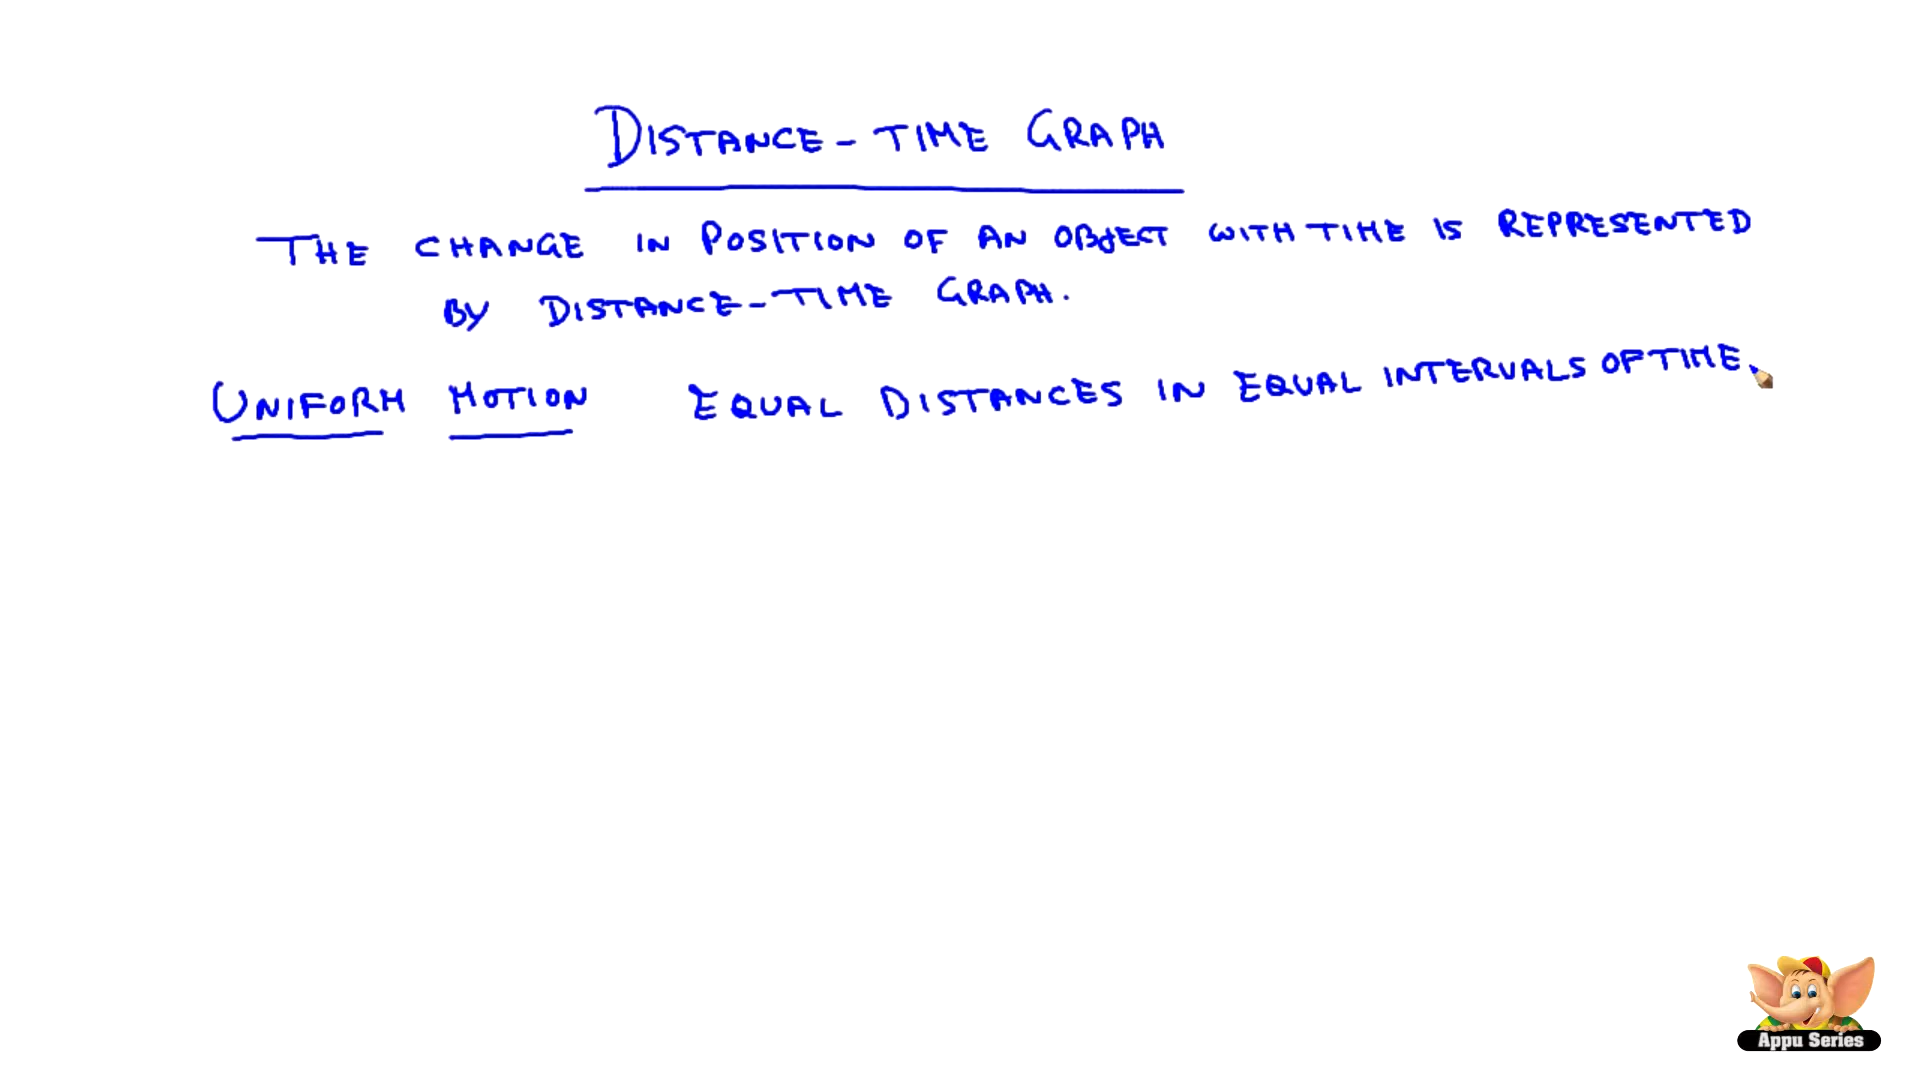 DISTANCE-TIME GRAPH
THE CHANGE IN POSITION OF AN OBJECT WITH TIME IS REPRESENTED
BY DISTANCE-TIME GRAPH.
UNIFORM MOTION EQUAL DISTANCES IN EQUAL INTERVALS OF TIME.
Appu Series